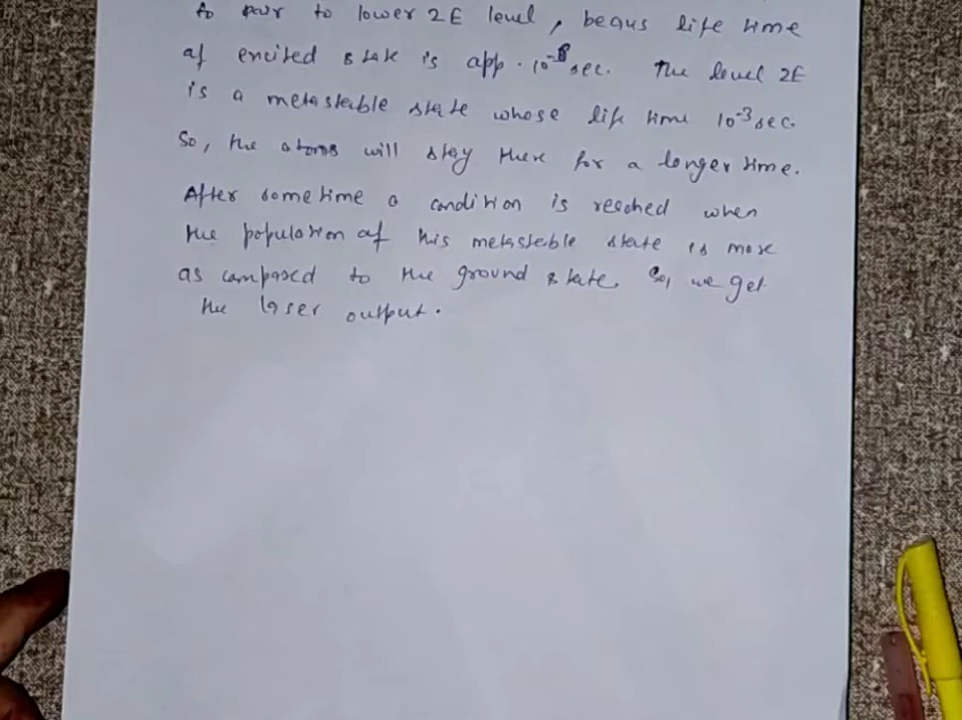 to pair to lower 2E level, becaus life time
of excited state is app. 10⁻⁸ sec. The level 2E
is a metastable state whose life time 10⁻³ sec.
So, the atoms will stay there for a longer time.
After sometime a condition is reached when
the population of this metastable state is more
as compared to the ground state. So, we get
the laser output.